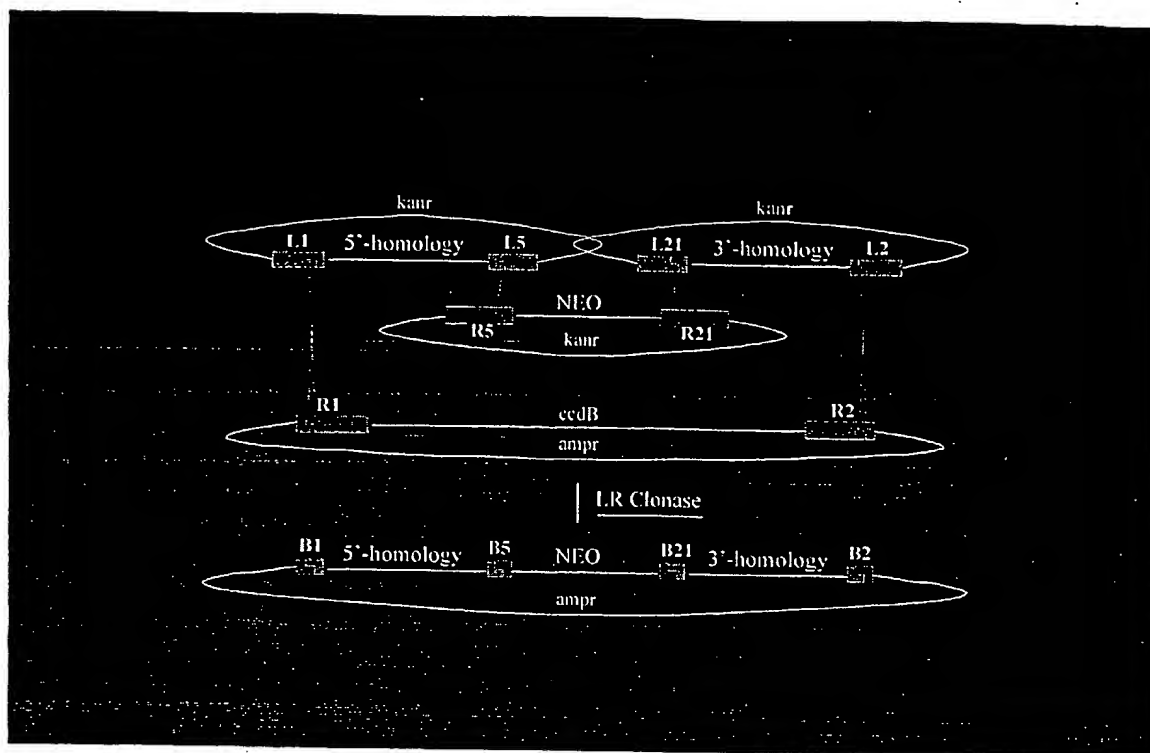 kanr kanr
L1 5'-homology L5 L21 3'-homology L2
NEO
R5 R21
kanr
R1 ccdB R2
ampr
LR Clonase
B1 5'-homology B5 NEO B21 3'-homology B2
ampr